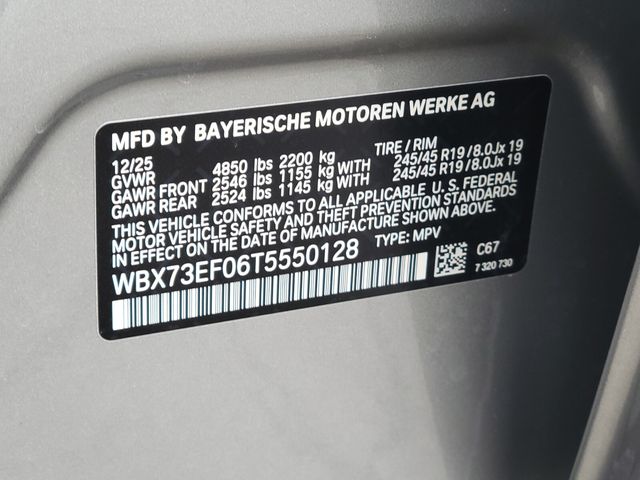 MFD BY BAYERISCHE MOTOREN WERKE AG
12/25 TIRE / RIM
GVWR 4850 lbs 2200 kg
GAWR FRONT 2546 lbs 1155 kg WITH 245/45 R19 / 8.0Jx 19
GAWR REAR 2524 lbs 1145 kg WITH 245/45 R19 / 8.0Jx 19
THIS VEHICLE CONFORMS TO ALL APPLICABLE U. S. FEDERAL
MOTOR VEHICLE SAFETY AND THEFT PREVENTION STANDARDS
IN EFFECT ON THE DATE OF MANUFACTURE SHOWN ABOVE.
WBX73EF06T5550128 TYPE: MPV
C67
7 320 730